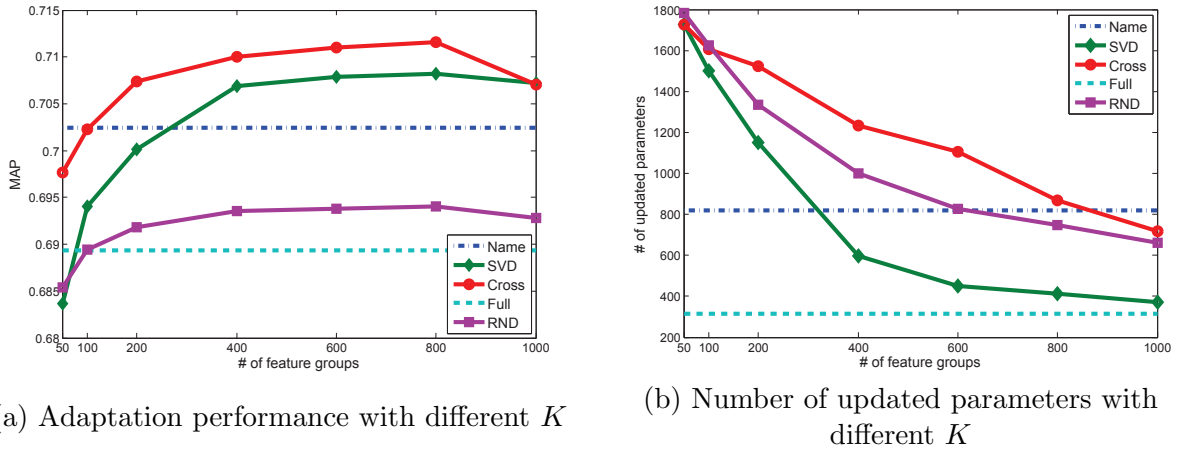 0.715
0.71
0.705
0.7
0.695
0.69
0.685
0.68
MAP
50 100 200 400 600 800 1000
# of feature groups
Name
SVD
Cross
Full
RND
a) Adaptation performance with different K
1800
1600
1400
1200
1000
800
600
400
200
# of updated parameters
50 100 200 400 600 800 1000
# of feature groups
Name
SVD
Cross
Full
RND
(b) Number of updated parameters with
different K